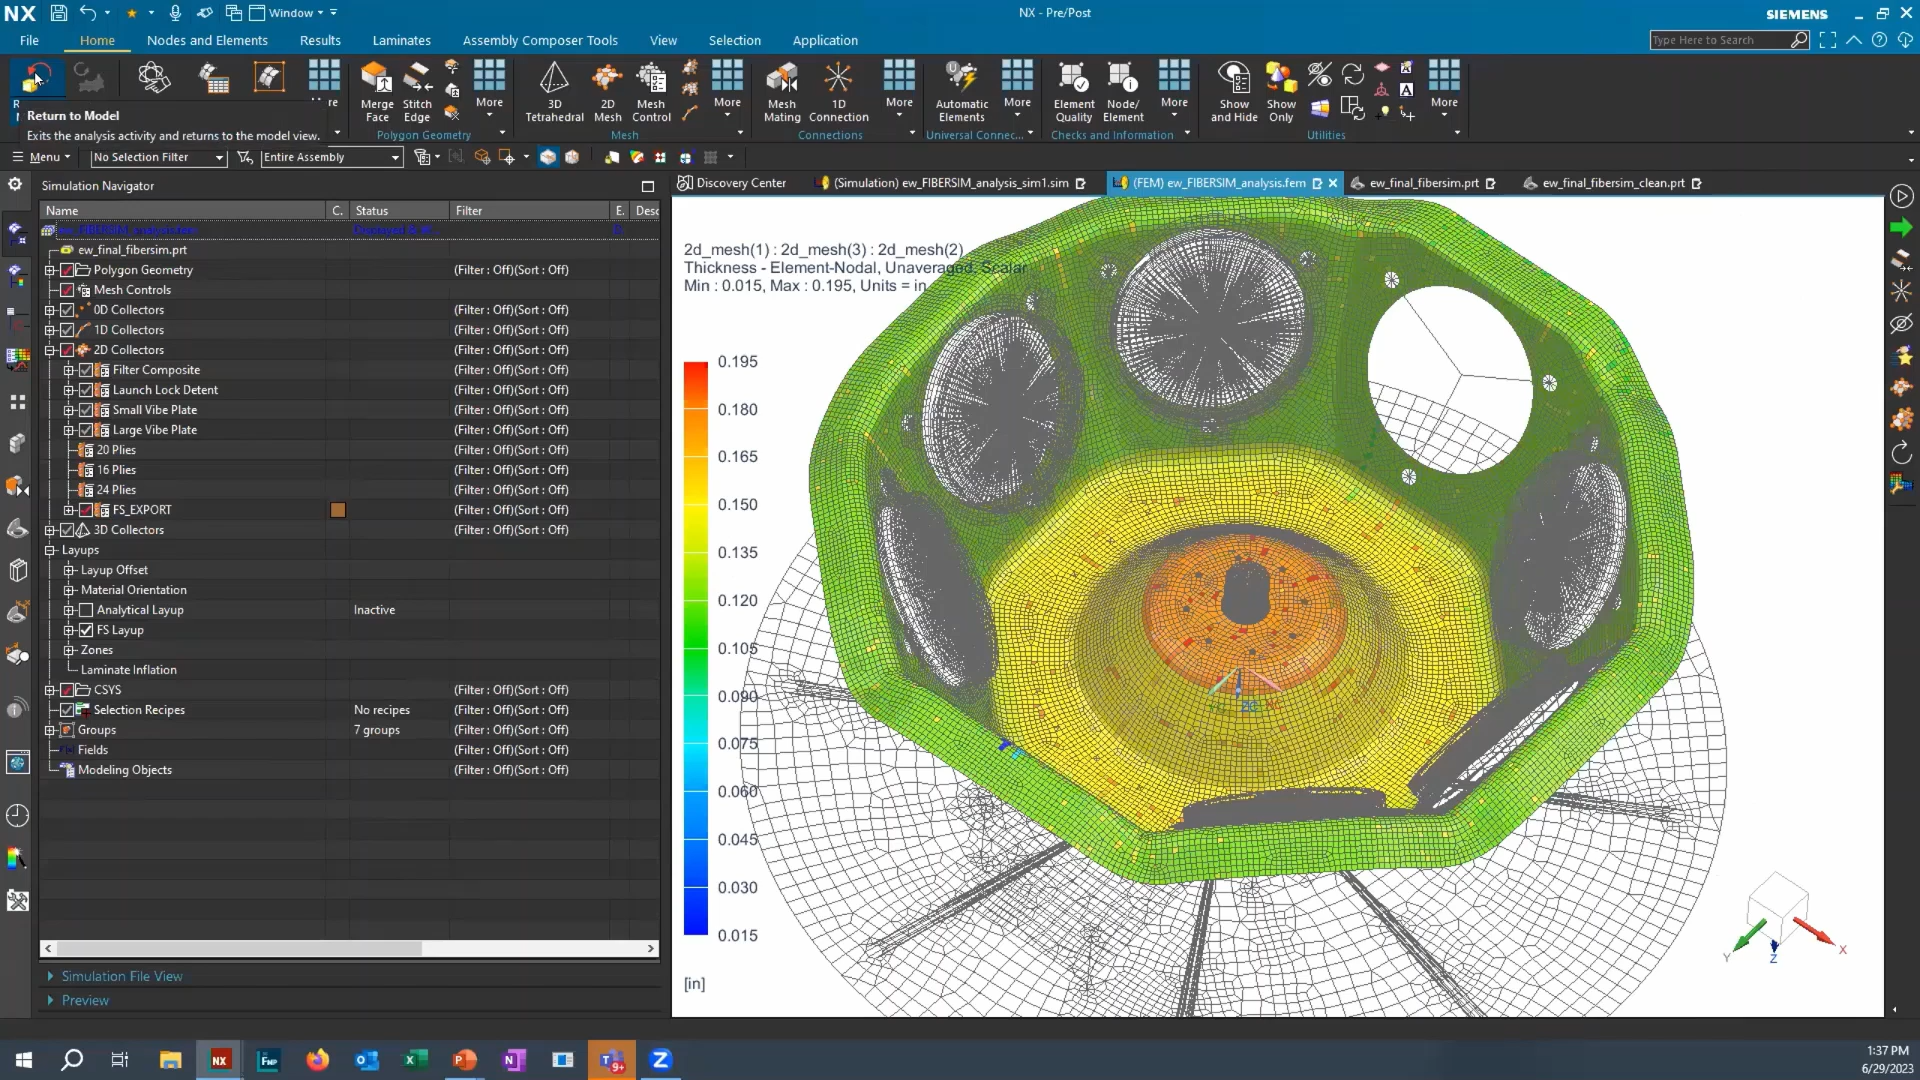 NX
Window
NX - Pre/Post
SIEMENS
File
Home
Nodes and Elements
Results
Laminates
Assembly Composer Tools
View
Selection
Application
Type Here to Search
Return to Model
Exits the analysis activity and returns to the model view.
Merge Face
Stitch Edge
More
Polygon Geometry
3D Tetrahedral
2D Mesh
Mesh Control
More
Mesh
Mesh Mating
1D Connection
More
Connections
Automatic Elements
More
Universal Connec...
Element Quality
Node/ Element
More
Checks and Information
Show and Hide
Show Only
More
Utilities
Menu
No Selection Filter
Entire Assembly
Simulation Navigator
Name C. Status Filter E. Desc
ew_final_fibersim.prt
Polygon Geometry (Filter : Off)(Sort : Off)
Mesh Controls
0D Collectors (Filter : Off)(Sort : Off)
1D Collectors (Filter : Off)(Sort : Off)
2D Collectors (Filter : Off)(Sort : Off)
Filter Composite (Filter : Off)(Sort : Off)
Launch Lock Detent (Filter : Off)(Sort : Off)
Small Vibe Plate (Filter : Off)(Sort : Off)
Large Vibe Plate (Filter : Off)(Sort : Off)
20 Plies (Filter : Off)(Sort : Off)
16 Plies (Filter : Off)(Sort : Off)
24 Plies (Filter : Off)(Sort : Off)
FS_EXPORT (Filter : Off)(Sort : Off)
3D Collectors (Filter : Off)(Sort : Off)
Layups
Layup Offset
Material Orientation
Analytical Layup Inactive
FS Layup
Zones
Laminate Inflation
CSYS (Filter : Off)(Sort : Off)
Selection Recipes No recipes (Filter : Off)(Sort : Off)
Groups 7 groups (Filter : Off)(Sort : Off)
Fields (Filter : Off)(Sort : Off)
Modeling Objects (Filter : Off)(Sort : Off)
Simulation File View
Preview
Discovery Center
(Simulation) ew_FIBERSIM_analysis_sim1.sim
(FEM) ew_FIBERSIM_analysis.fem
ew_final_fibersim.prt
ew_final_fibersim_clean.prt
2d_mesh(1) : 2d_mesh(3) : 2d_mesh(2)
Thickness - Element-Nodal, Unaveraged, Scalar
Min : 0.015, Max : 0.195, Units = in
0.195
0.180
0.165
0.150
0.135
0.120
0.105
0.090
0.075
0.060
0.045
0.030
0.015
[in]
X
Y
Z
1:37 PM
6/29/2023